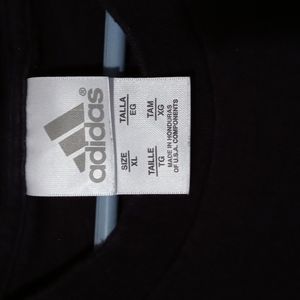 adidas
SIZE TALLA
XL EG
TAILLE TAM
TG XG
MADE IN HONDURAS
OF U.S.A. COMPONENTS